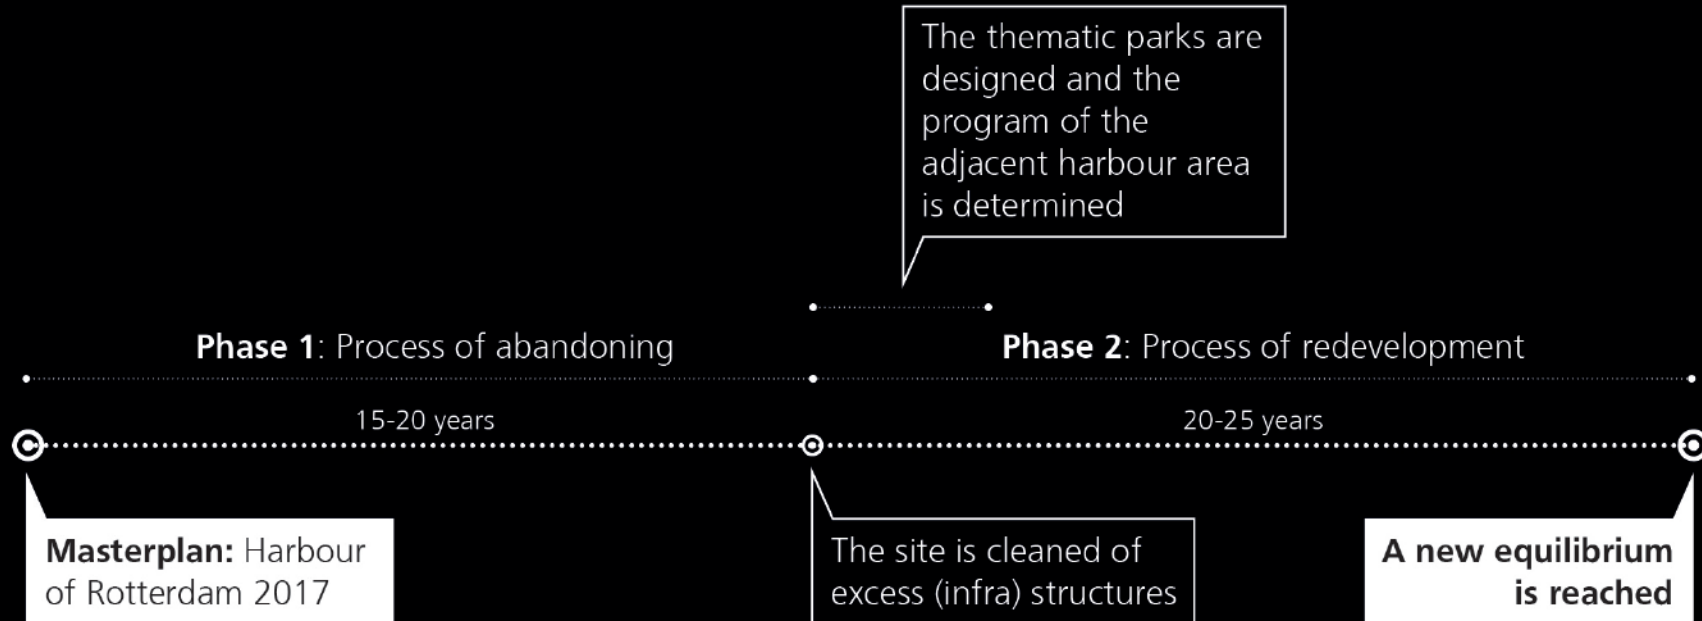 The thematic parks are
designed and the
program of the
adjacent harbour area
is determined
Phase 1: Process of abandoning
Phase 2: Process of redevelopment
15-20 years
20-25 years
Masterplan: Harbour
of Rotterdam 2017
The site is cleaned of
excess (infra) structures
A new equilibrium
is reached